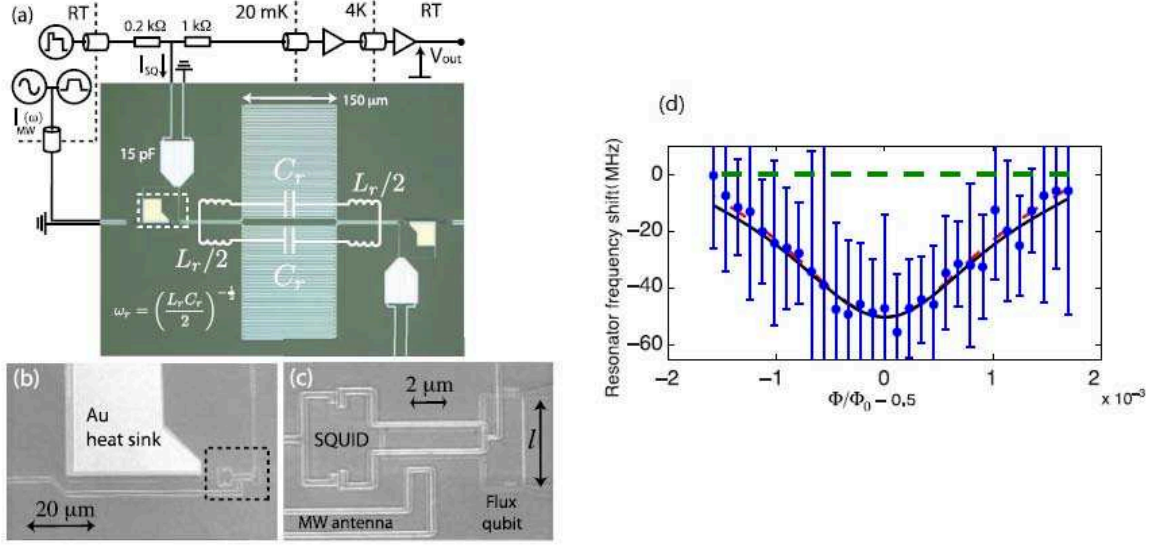 (a)
RT
0.2 kΩ
1 kΩ
20 mK
4K
RT
I_SQ
V_out
I_MW (ω)
150 μm
15 pF
C_r
L_r/2
L_r/2
C_r
ω_r = (L_r C_r / 2)^{-1/2}
(b)
Au
heat sink
20 μm
(c)
2 μm
SQUID
l
MW antenna
Flux
qubit
(d)
Resonator frequency shift (MHz)
0
−20
−40
−60
−2
−1
0
1
2
x 10⁻³
Φ/Φ₀ − 0.5